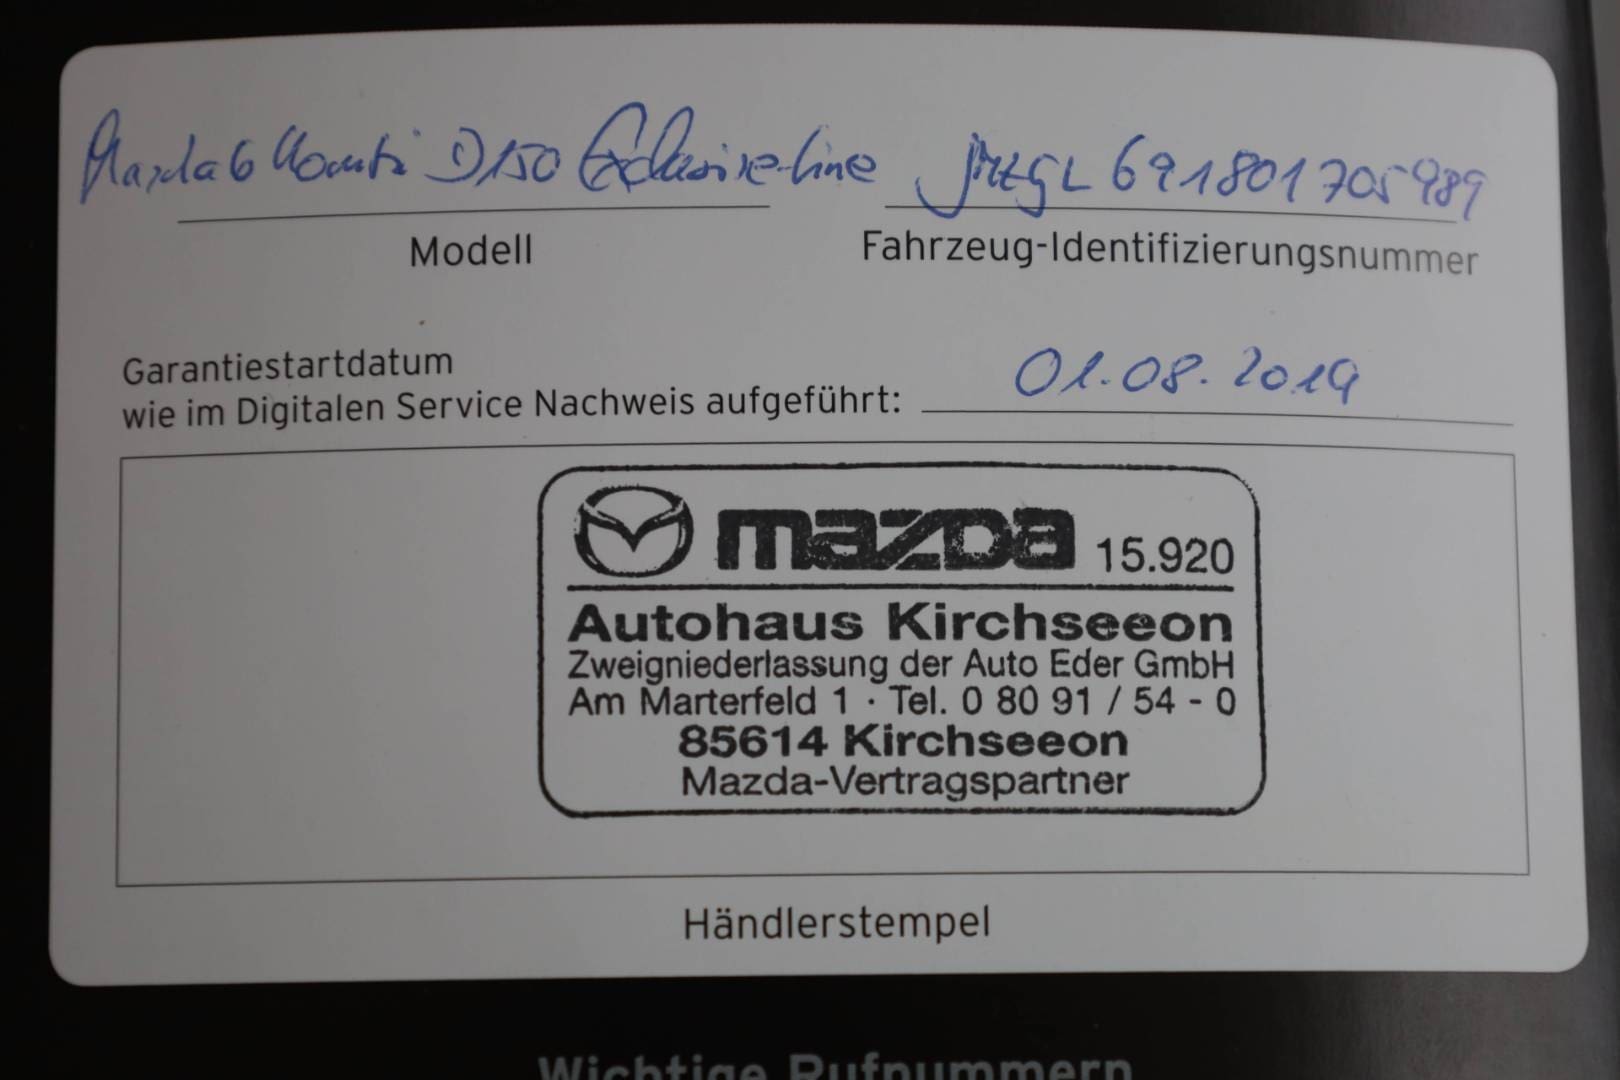 Mazda 6 Kombi D150 Exclusive-line JMZGL691801705989
Modell Fahrzeug-Identifizierungsnummer
Garantiestartdatum
wie im Digitalen Service Nachweis aufgeführt: 01.08.2019
mazda 15.920
Autohaus Kirchseeon
Zweigniederlassung der Auto Eder GmbH
Am Marterfeld 1 · Tel. 0 80 91 / 54 - 0
85614 Kirchseeon
Mazda-Vertragspartner
Händlerstempel
Wichtige Rufnummern